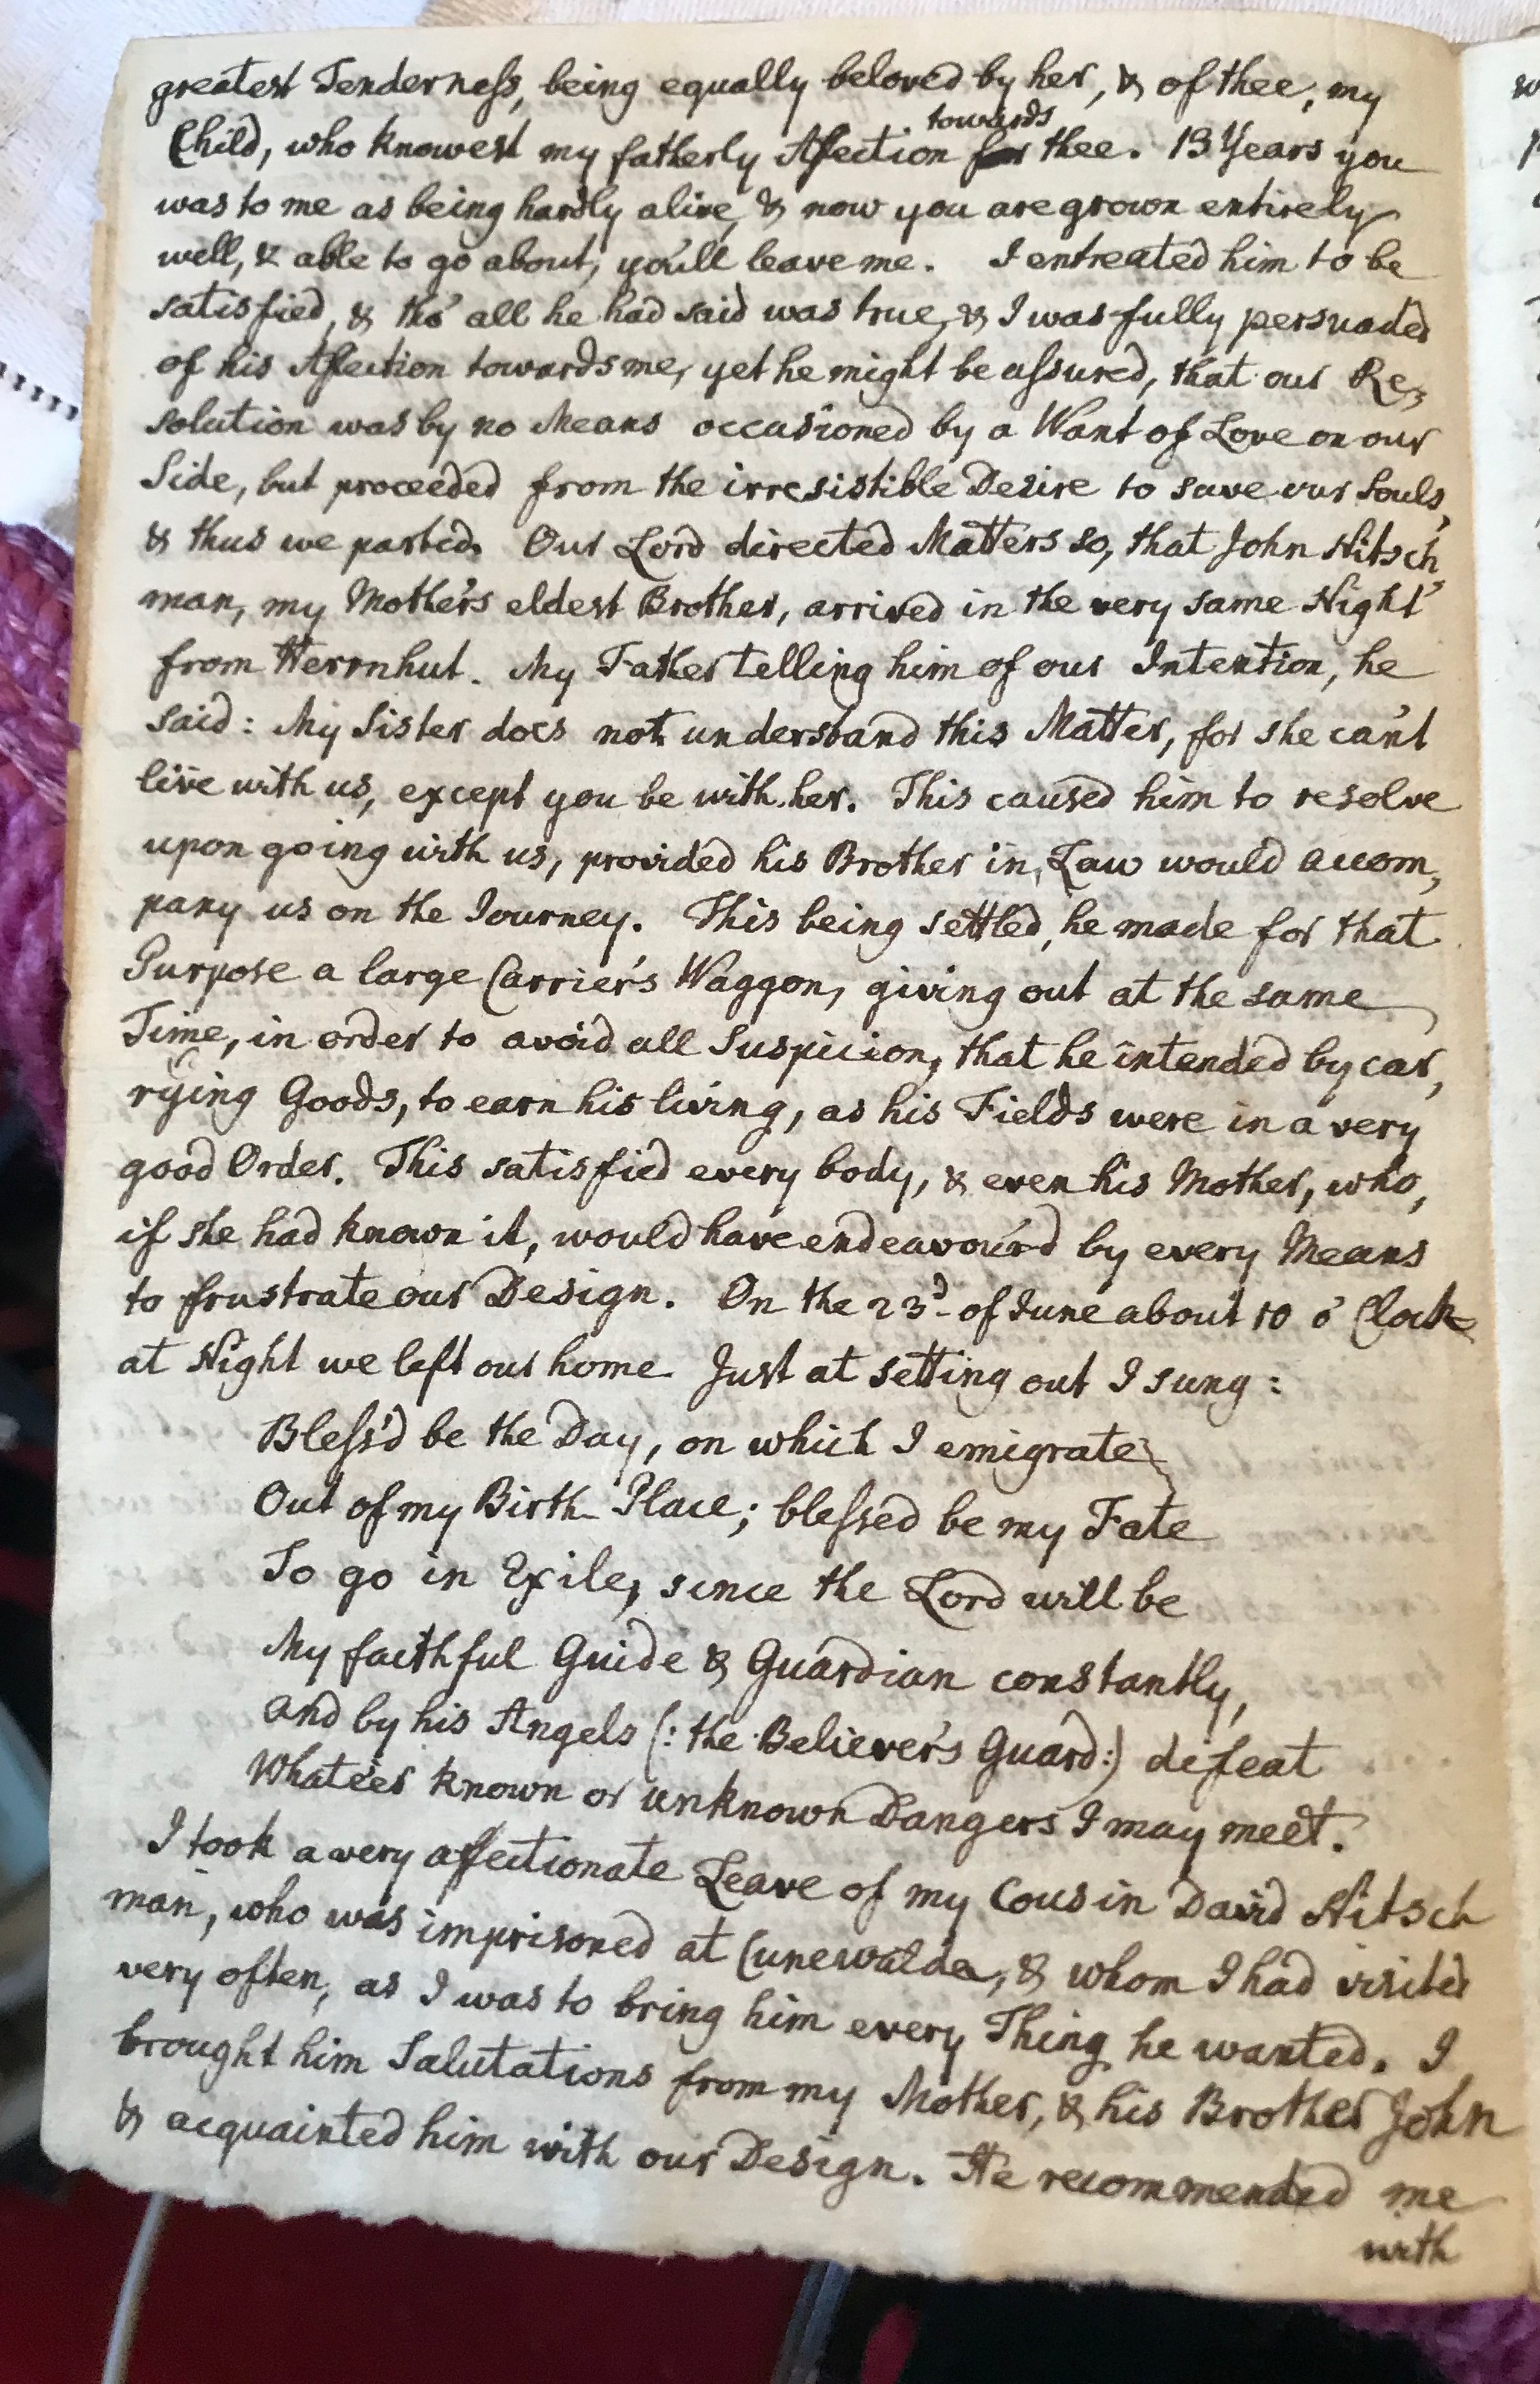 greatest Tenderneſs, being equally beloved by her, & of thee, my
towards
Child, who knowest my fatherly Affection for thee. 13 Years you
was to me as being hardly alive, & now you are grown entirely
well, & able to go about, you'll leave me. I entreated him to be
satisfied, & tho' all he had said was true, & I was fully persuaded
of his Affection towards me, yet he might be aſsured, that our Re,
solution was by no Means occasioned by a Want of Love on our
Side, but proceeded from the irresistible Desire to save our Souls,
& thus we parted. Our Lord directed Matters so, that John Nitsch
man, my Mother's eldest Brother, arrived in the very same Night
from Herrnhut. My Father telling him of our Intention, he
said: My Sister does not understand this Matter, for she can't
live with us, except you be with her. This caused him to resolve
upon going with us, provided his Brother in Law would accom,
pany us on the Journey. This being settled, he made for that
Purpose a large Carrier's Waggon, giving out at the same
Time, in order to avoid all Suspicion, that he intended by car,
rying Goods, to earn his living, as his Fields were in a very
good Order. This satisfied every body, & even his Mother, who,
if she had known it, would have endeavour'd by every Means
to frustrate our Design. On the 23d of June about 10 o' Clock
at Night we left our home. Just at setting out I sung:
Bleſs'd be the Day, on which I emigrate
Out of my Birth-Place; bleſsed be my Fate
To go in Exile, since the Lord will be
My faithful Guide & Guardian constantly,
And by his Angels (: the Believer's Guard:) defeat
Whate'er known or unknown Dangers I may meet.
I took a very affectionate Leave of my Cousin David Nitsch
man, who was imprisoned at Cunewalde, & whom I had visited
very often, as I was to bring him every Thing he wanted. I
brought him Salutations from my Mother, & his Brother John
& acquainted him with our Design. He recommended me
with